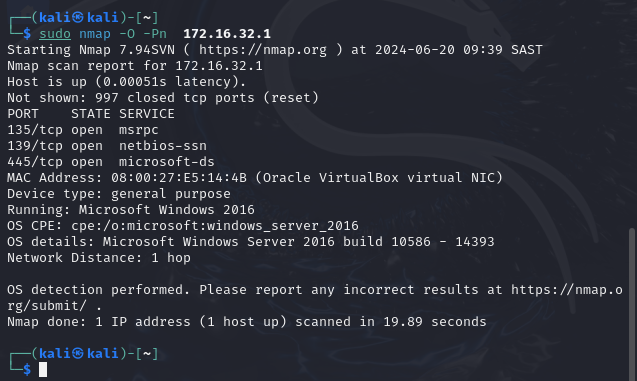 ┌──(kali㉿kali)-[~]
└─$ sudo nmap -O -Pn  172.16.32.1
Starting Nmap 7.94SVN ( https://nmap.org ) at 2024-06-20 09:39 SAST
Nmap scan report for 172.16.32.1
Host is up (0.00051s latency).
Not shown: 997 closed tcp ports (reset)
PORT    STATE SERVICE
135/tcp open  msrpc
139/tcp open  netbios-ssn
445/tcp open  microsoft-ds
MAC Address: 08:00:27:E5:14:4B (Oracle VirtualBox virtual NIC)
Device type: general purpose
Running: Microsoft Windows 2016
OS CPE: cpe:/o:microsoft:windows_server_2016
OS details: Microsoft Windows Server 2016 build 10586 - 14393
Network Distance: 1 hop
OS detection performed. Please report any incorrect results at https://nmap.o
rg/submit/ .
Nmap done: 1 IP address (1 host up) scanned in 19.89 seconds
┌──(kali㉿kali)-[~]
└─$